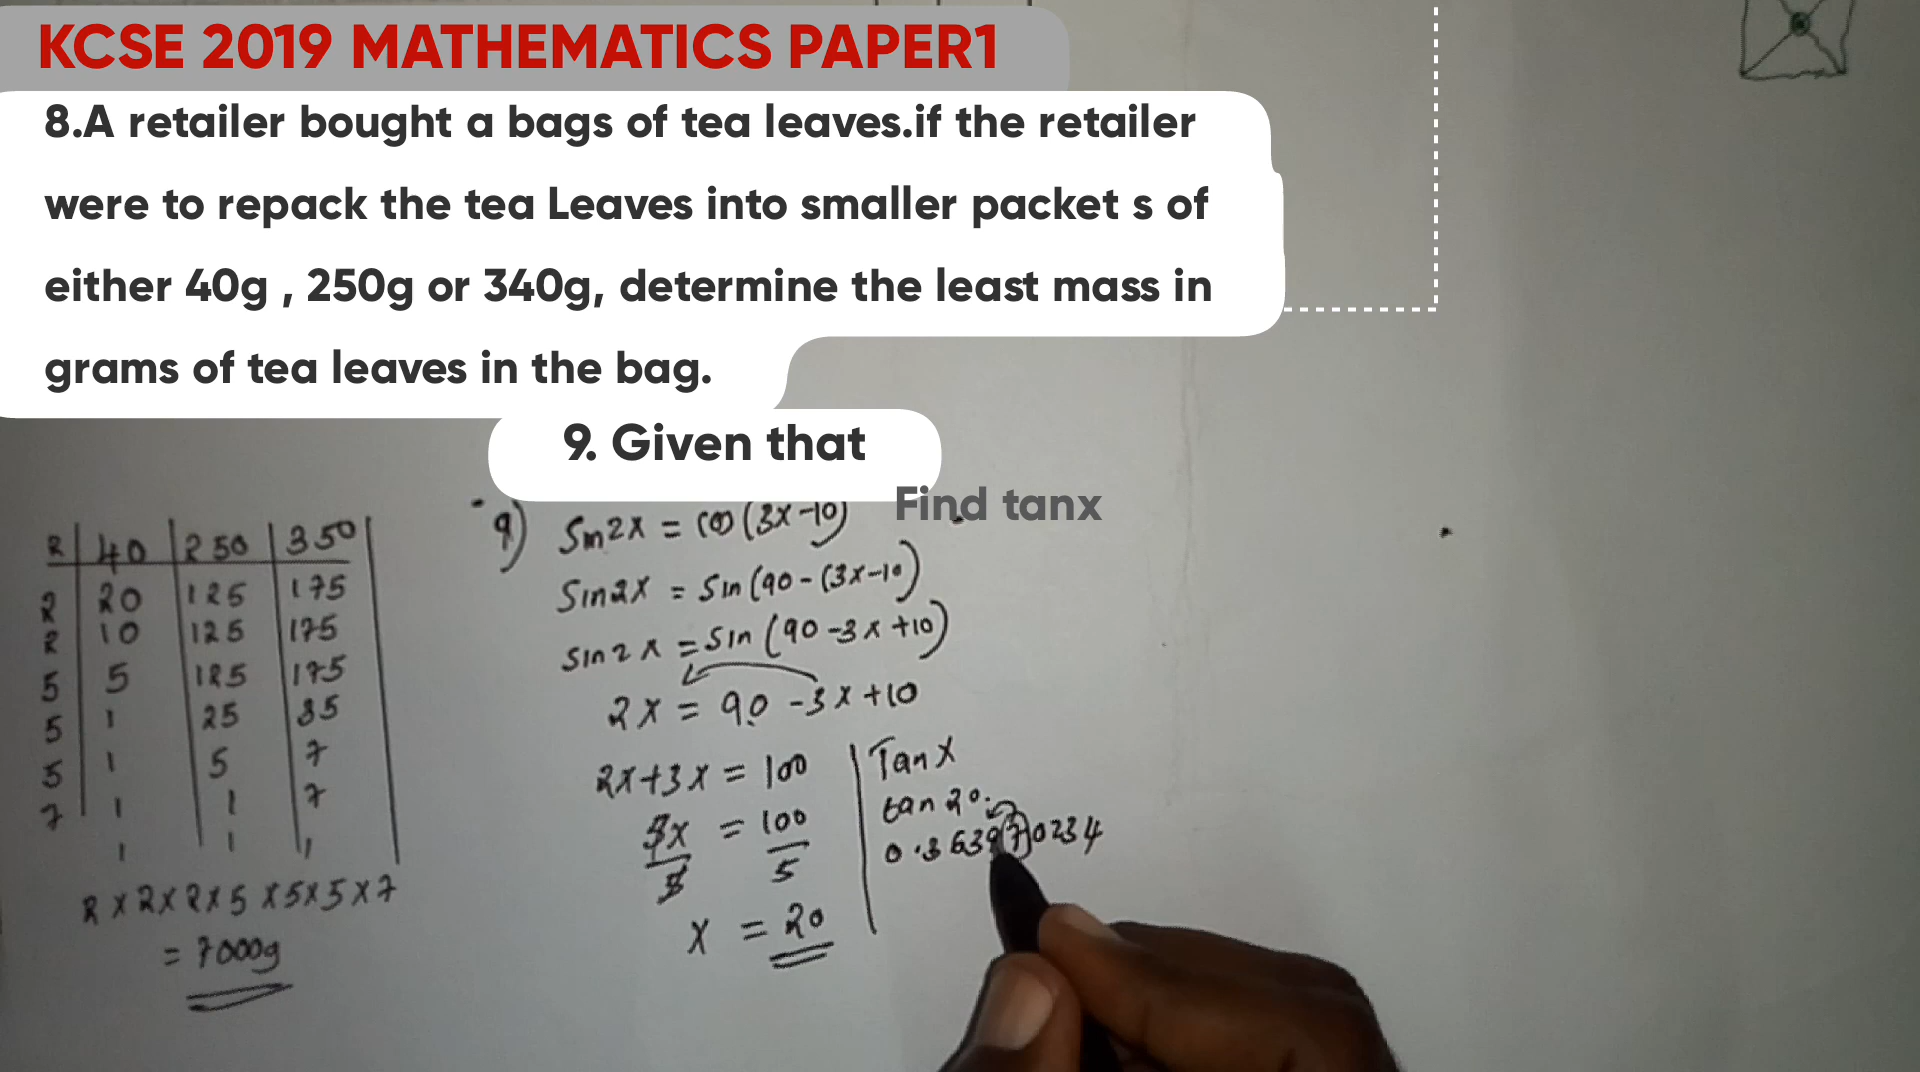 KCSE 2019 MATHEMATICS PAPER1
8.A retailer bought a bags of tea leaves.if the retailer
were to repack the tea Leaves into smaller packet s of
either 40g , 250g or 340g, determine the least mass in
grams of tea leaves in the bag.
9. Given that
Find tanx
2 | 40 | 250 | 350
2 | 20 | 125 | 175
2 | 10 | 125 | 175
5 | 5 | 125 | 175
5 | 1 | 25 | 35
5 | 1 | 5 | 7
7 | 1 | 1 | 7
1 | 1 | 1
2 x 2 x 2 x 5 x 5 x 5 x 7
= 7000g
9) Sin2x = cos(3x-10)
Sin2x = Sin(90-(3x-10)
sin2x = sin(90-3x+10)
2x = 90-3x+10
2x+3x = 100
5x/5 = 100/5
x = 20
Tanx
tan 20.
0.363970234